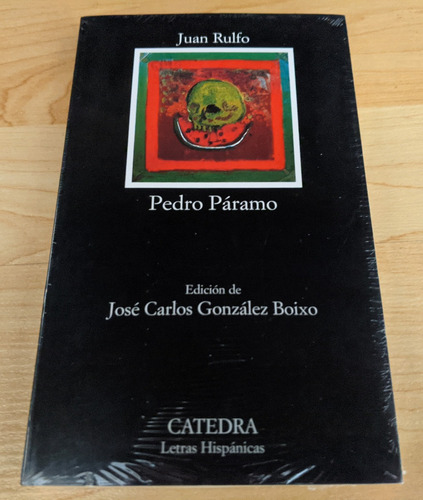 Juan Rulfo
Pedro Páramo
Edición de
José Carlos González Boixo
CATEDRA
Letras Hispánicas